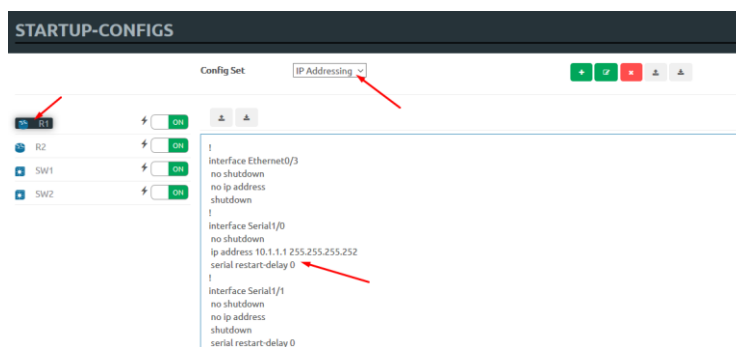 STARTUP-CONFIGS
Config Set IP Addressing
R1 ON
R2 ON
SW1 ON
SW2 ON
!
interface Ethernet0/3
no shutdown
no ip address
shutdown
!
interface Serial1/0
no shutdown
ip address 10.1.1.1 255.255.255.252
serial restart-delay 0
!
interface Serial1/1
no shutdown
no ip address
shutdown
serial restart-delay 0